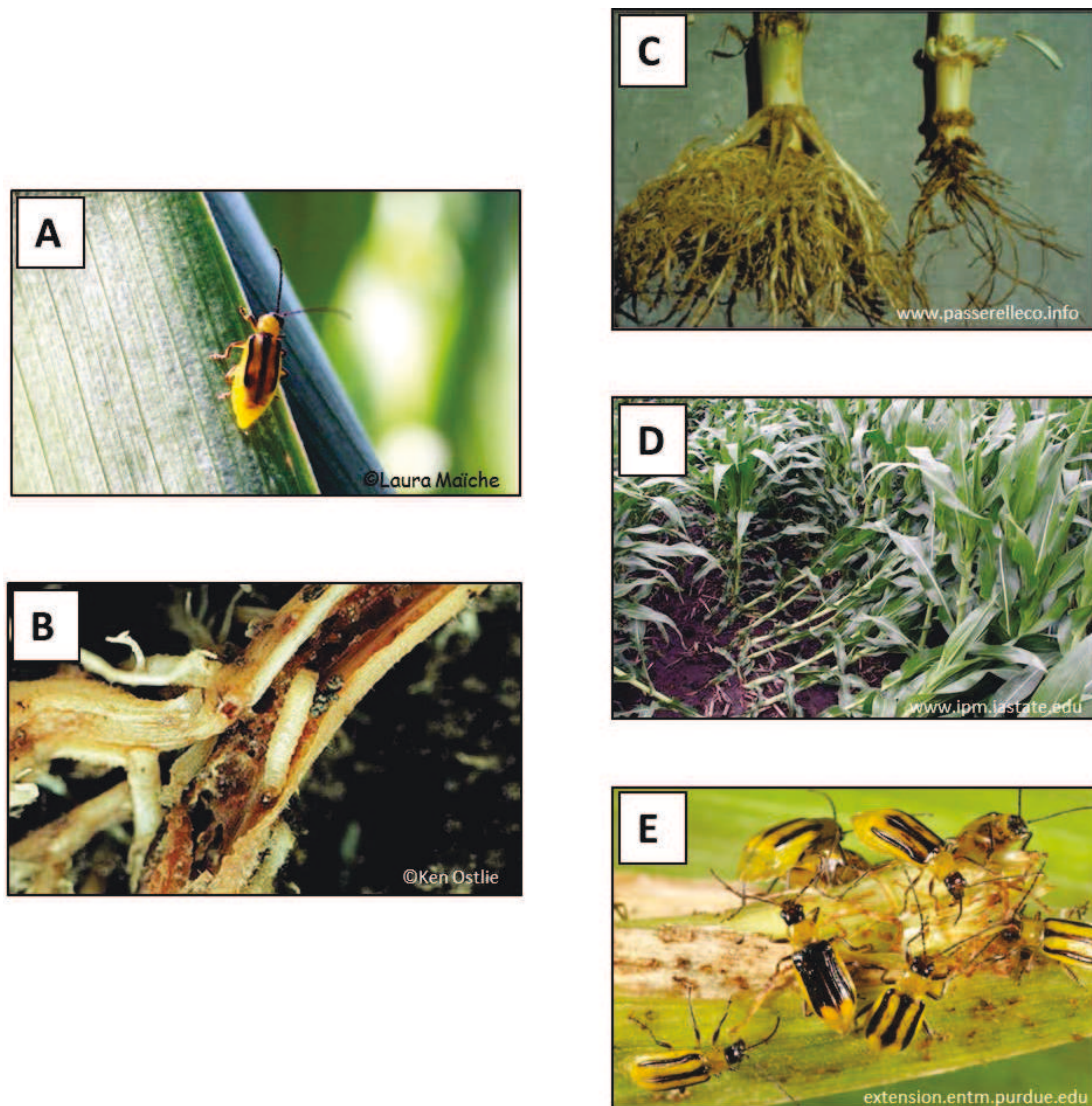 A
©Laura Maïche
B
©Ken Ostlie
C
www.passerelleco.info
D
www.ipm.iastate.edu
E
extension.entm.purdue.edu